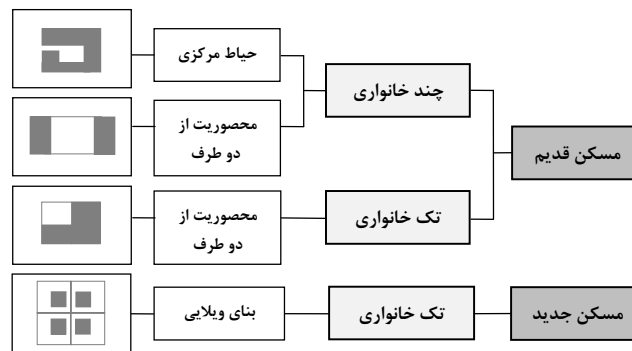 مسکن قدیم
چند خانواری
حیاط مرکزی
محصوریت از
دو طرف
تک خانواری
محصوریت از
دو طرف
مسکن جدید
تک خانواری
بنای ویلایی